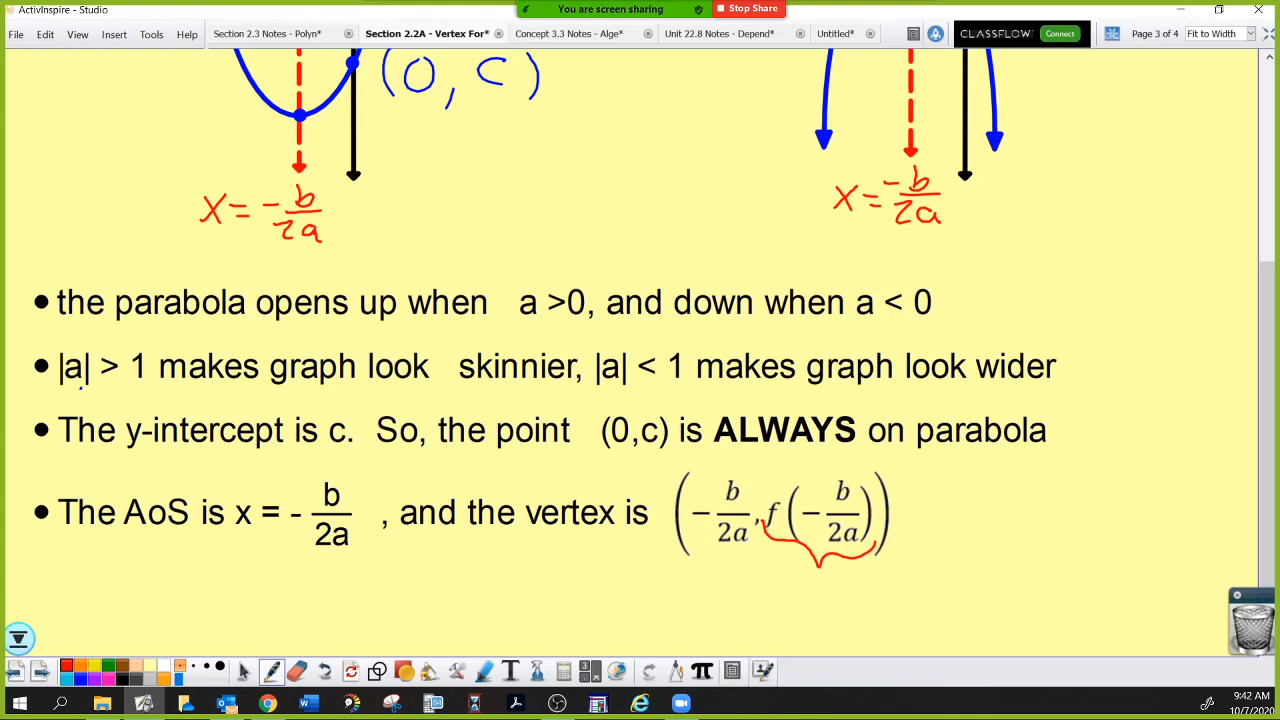 ActivInspire - Studio
You are screen sharing Stop Share
File Edit View Insert Tools Help Section 2.3 Notes - Polyn* Section 2.2A - Vertex For* Concept 3.3 Notes - Alge* Unit 22.8 Notes - Depend* Untitled* CLASSFLOW Connect Page 3 of 4 Fit to Width
(0, c)
x = - b/2a
x = -b/2a
• the parabola opens up when a >0, and down when a < 0
• |a| > 1 makes graph look skinnier, |a| < 1 makes graph look wider
• The y-intercept is c. So, the point (0,c) is ALWAYS on parabola
• The AoS is x = - b/2a , and the vertex is (- b/2a, f(- b/2a))
9:42 AM
10/7/2020